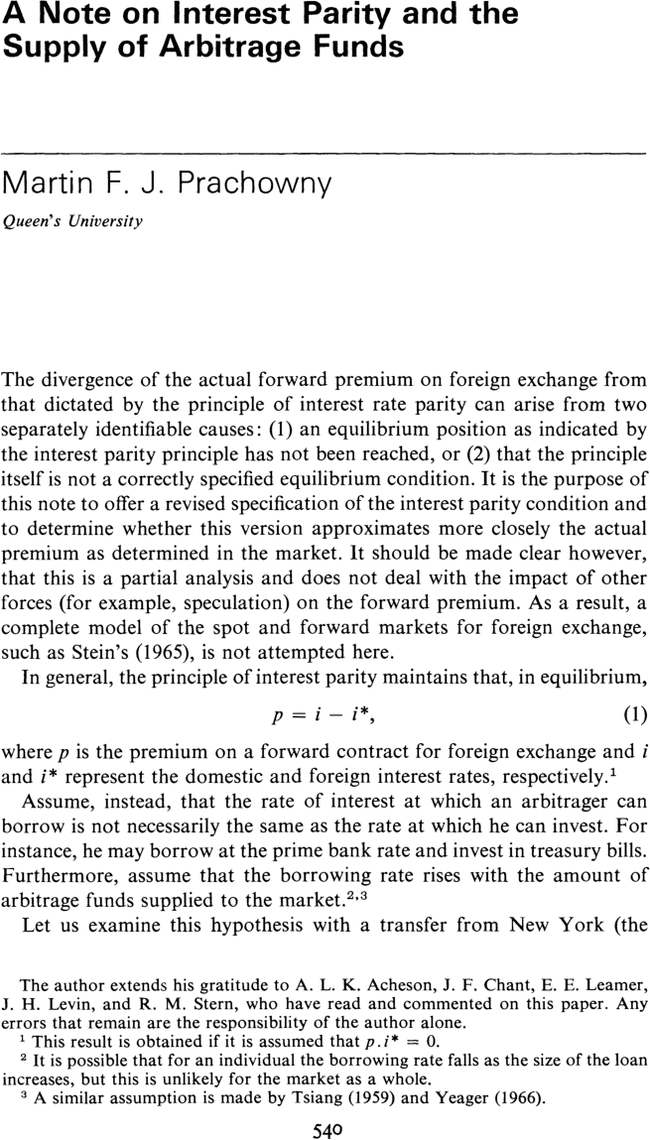 A Note on Interest Parity and the
Supply of Arbitrage Funds
Martin F. J. Prachowny
Queen's University
The divergence of the actual forward premium on foreign exchange from
that dictated by the principle of interest rate parity can arise from two
separately identifiable causes: (1) an equilibrium position as indicated by
the interest parity principle has not been reached, or (2) that the principle
itself is not a correctly specified equilibrium condition. It is the purpose of
this note to offer a revised specification of the interest parity condition and
to determine whether this version approximates more closely the actual
premium as determined in the market. It should be made clear however,
that this is a partial analysis and does not deal with the impact of other
forces (for example, speculation) on the forward premium. As a result, a
complete model of the spot and forward markets for foreign exchange,
such as Stein's (1965), is not attempted here.
In general, the principle of interest parity maintains that, in equilibrium,
p = i − i*, (1)
where p is the premium on a forward contract for foreign exchange and i
and i* represent the domestic and foreign interest rates, respectively.¹
Assume, instead, that the rate of interest at which an arbitrager can
borrow is not necessarily the same as the rate at which he can invest. For
instance, he may borrow at the prime bank rate and invest in treasury bills.
Furthermore, assume that the borrowing rate rises with the amount of
arbitrage funds supplied to the market.²,³
Let us examine this hypothesis with a transfer from New York (the
The author extends his gratitude to A. L. K. Acheson, J. F. Chant, E. E. Leamer,
J. H. Levin, and R. M. Stern, who have read and commented on this paper. Any
errors that remain are the responsibility of the author alone.
¹ This result is obtained if it is assumed that p.i* = 0.
² It is possible that for an individual the borrowing rate falls as the size of the loan
increases, but this is unlikely for the market as a whole.
³ A similar assumption is made by Tsiang (1959) and Yeager (1966).
540